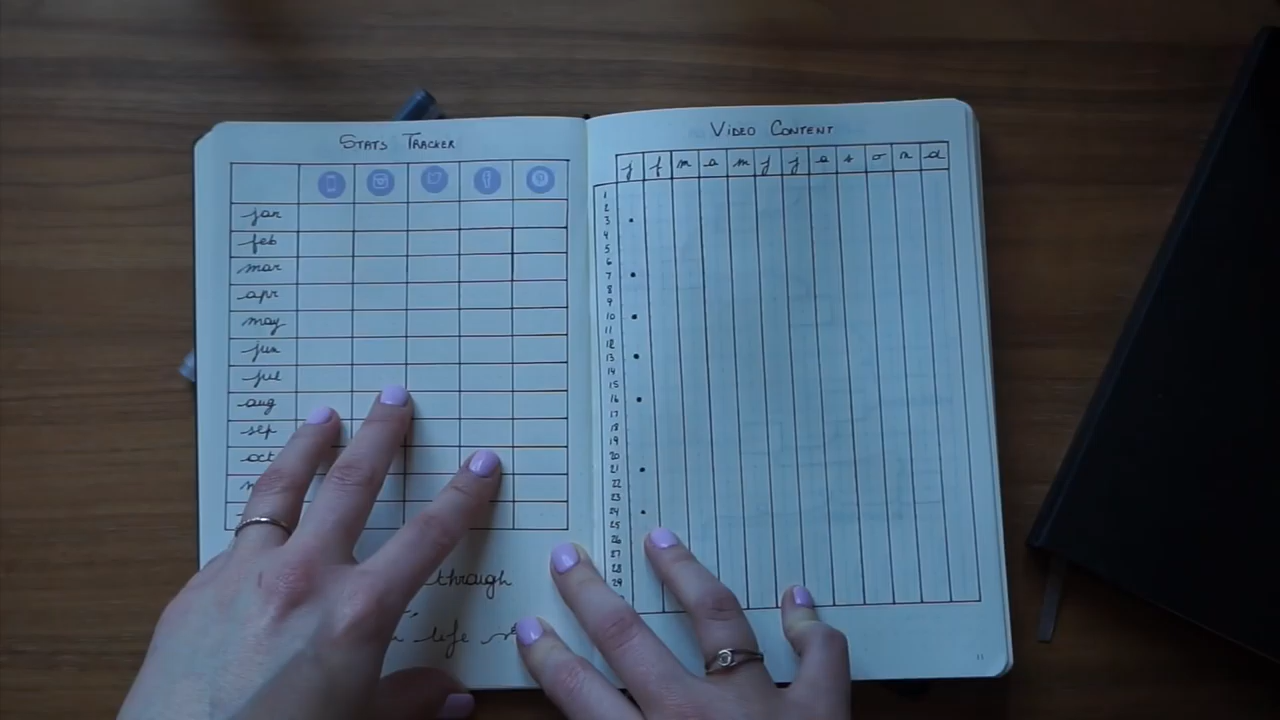 Stats Tracker
jan
feb
mar
apr
may
jun
jul
aug
sep
oct
through
life is
Video Content
j f m a m j j a s o n d
1
2
3
4
5
6
7
8
9
10
11
12
13
14
15
16
17
18
19
20
21
22
23
24
25
26
27
28
29
11